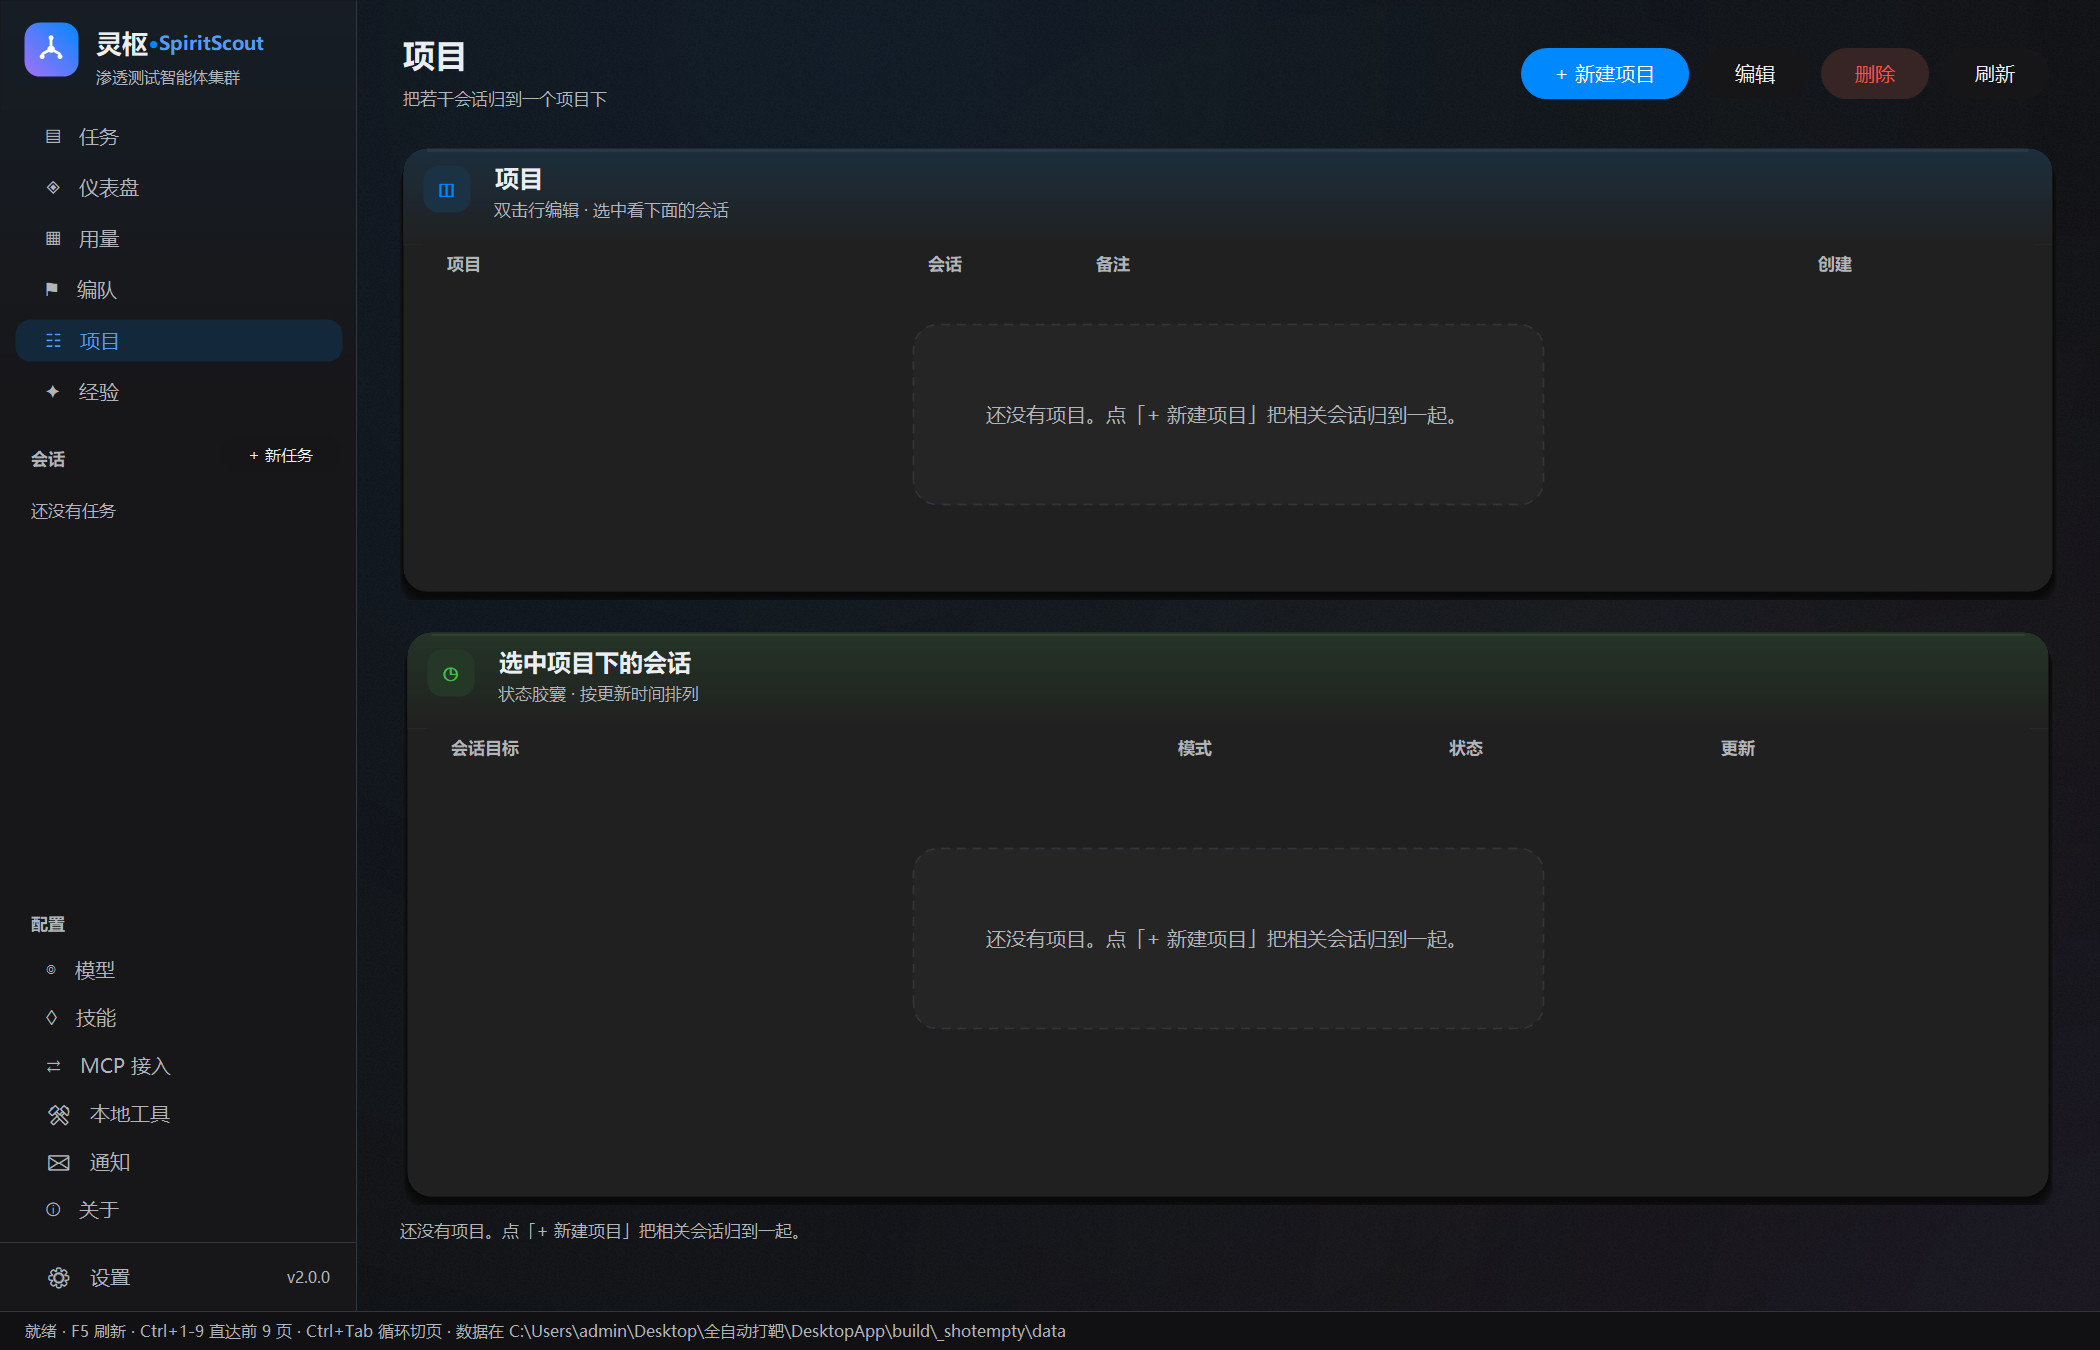 灵枢•SpiritScout
渗透测试智能体集群
任务
仪表盘
用量
编队
项目
经验
会话
+ 新任务
还没有任务
配置
模型
技能
MCP 接入
本地工具
通知
关于
设置
v2.0.0
项目
把若干会话归到一个项目下
+ 新建项目
编辑
删除
刷新
项目
双击行编辑 · 选中看下面的会话
项目 会话 备注 创建
还没有项目。点「+ 新建项目」把相关会话归到一起。
选中项目下的会话
状态胶囊 · 按更新时间排列
会话目标 模式 状态 更新
还没有项目。点「+ 新建项目」把相关会话归到一起。
还没有项目。点「+ 新建项目」把相关会话归到一起。
就绪 · F5 刷新 · Ctrl+1-9 直达前 9 页 · Ctrl+Tab 循环切页 · 数据在 C:\Users\admin\Desktop\全自动打靶\DesktopApp\build\_shotempty\data